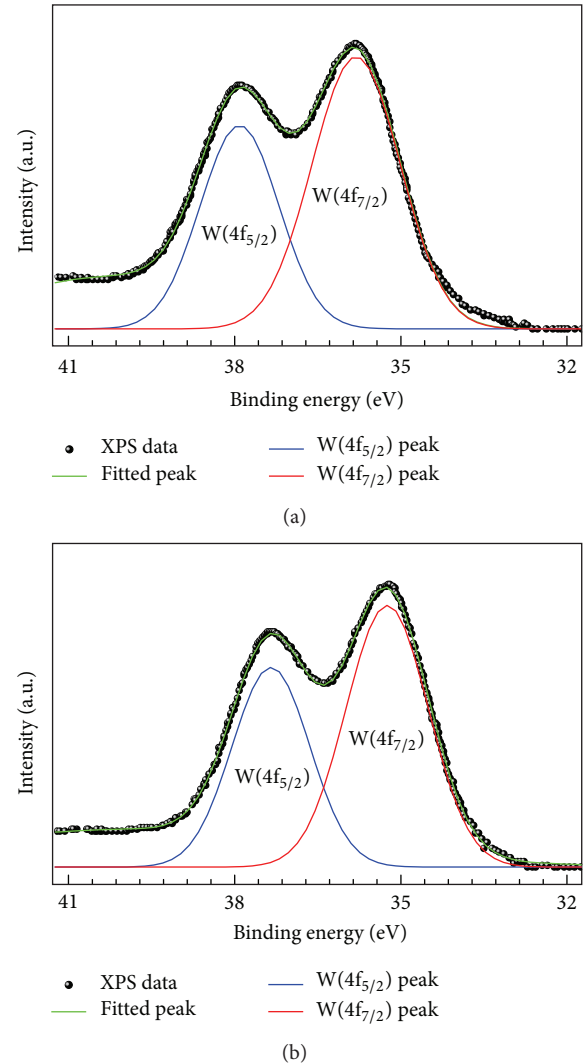 Intensity (a.u.)
W(4f5/2)
W(4f7/2)
41 38 35 32
Binding energy (eV)
XPS data W(4f5/2) peak
Fitted peak W(4f7/2) peak
(a)
Intensity (a.u.)
W(4f5/2)
W(4f7/2)
41 38 35 32
Binding energy (eV)
XPS data W(4f5/2) peak
Fitted peak W(4f7/2) peak
(b)